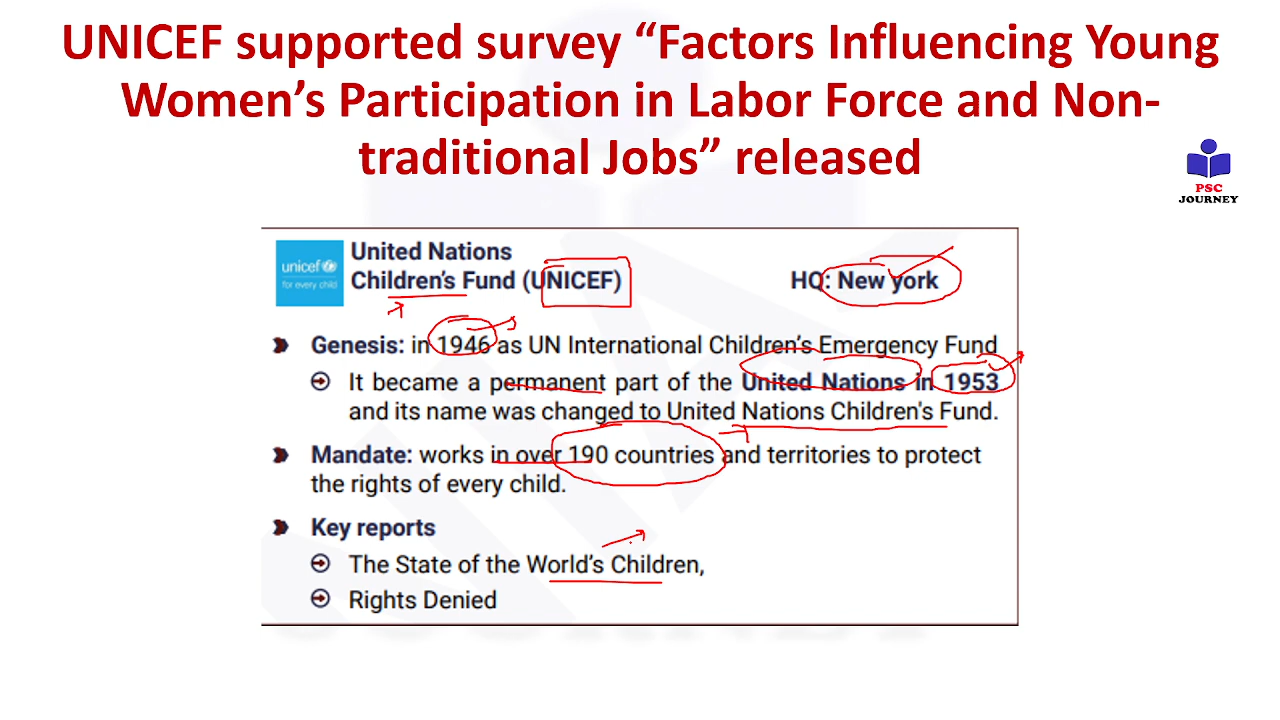 UNICEF supported survey “Factors Influencing Young
Women’s Participation in Labor Force and Non-
traditional Jobs” released
PSC
JOURNEY
unicef
for every child
United Nations
Children’s Fund (UNICEF)
HQ: New york
Genesis: in 1946 as UN International Children’s Emergency Fund
It became a permanent part of the United Nations in 1953
and its name was changed to United Nations Children's Fund.
Mandate: works in over 190 countries and territories to protect
the rights of every child.
Key reports
The State of the World’s Children,
Rights Denied